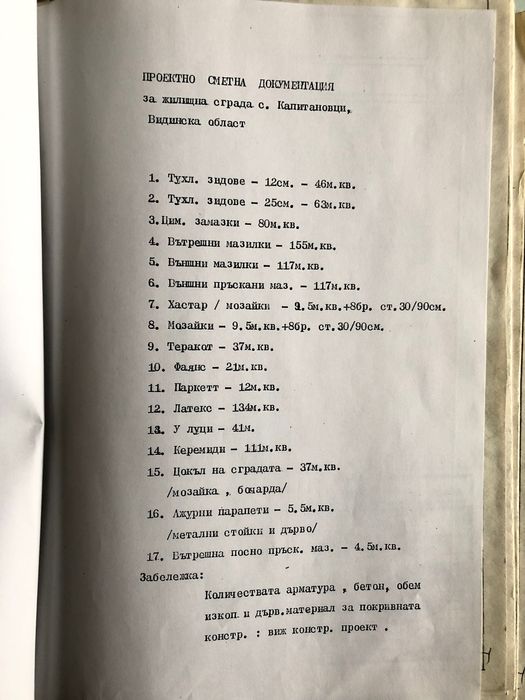 ПРОЕКТНО СМЕТНА ДОКУМЕНТАЦИЯ
за жилищна сграда с. Капитановци,
Видинска област
1. Тухл. зидове - 12см. - 46м.кв.
2. Тухл. зидове - 25см. - 63м.кв.
3. Цим. замазки - 80м.кв.
4. Вътрешни мазилки - 155м.кв.
5. Външни мазилки - 117м.кв.
6. Външни пръскани маз. - 117м.кв.
7. Хастар / мозайки - 9.5м.кв.+8бр. ст.30/90см.
8. Мозайки - 9.5м.кв.+8бр. ст.30/90см.
9. Теракот - 37м.кв.
10. Фаянс - 21м.кв.
11. Паркетт - 12м.кв.
12. Латекс - 134м.кв.
13. У луци - 41м.
14. Керемиди - 111м.кв.
15. Цокъл на сградата - 37м.кв.
/мозайка , бочарда/
16. Ажурни парапети - 5.5м.кв.
/метални стойки и дърво/
17. Вътрешна посно пръск. маз. - 4.5м.кв.
Забележка:
Количествата арматура , бетон, обем
изкоп и дърв.материал за покривната
констр. : виж констр. проект .